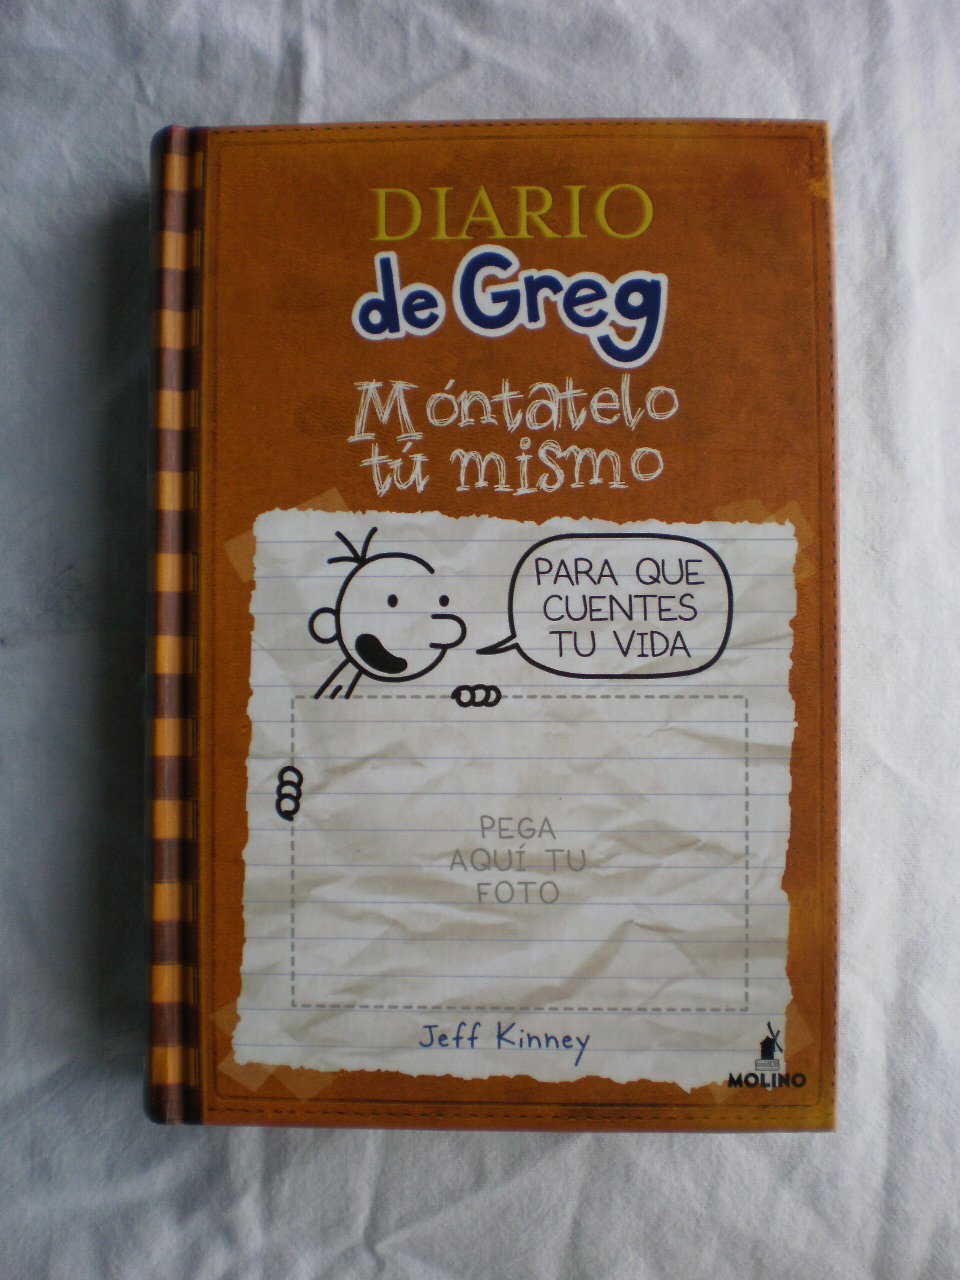 DIARIO
de Greg
Móntatelo
tú mismo
PARA QUE
CUENTES
TU VIDA
PEGA
AQUÍ TU
FOTO
Jeff Kinney
MOLINO